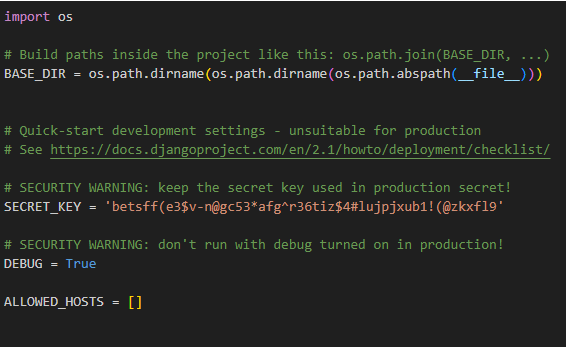 import os
# Build paths inside the project like this: os.path.join(BASE_DIR, ...)
BASE_DIR = os.path.dirname(os.path.dirname(os.path.abspath(__file__)))
# Quick-start development settings - unsuitable for production
# See https://docs.djangoproject.com/en/2.1/howto/deployment/checklist/
# SECURITY WARNING: keep the secret key used in production secret!
SECRET_KEY = 'betsff(e3$v-n@gc53*afg^r36tiz$4#lujpjxub1!(@zkxfl9'
# SECURITY WARNING: don't run with debug turned on in production!
DEBUG = True
ALLOWED_HOSTS = []